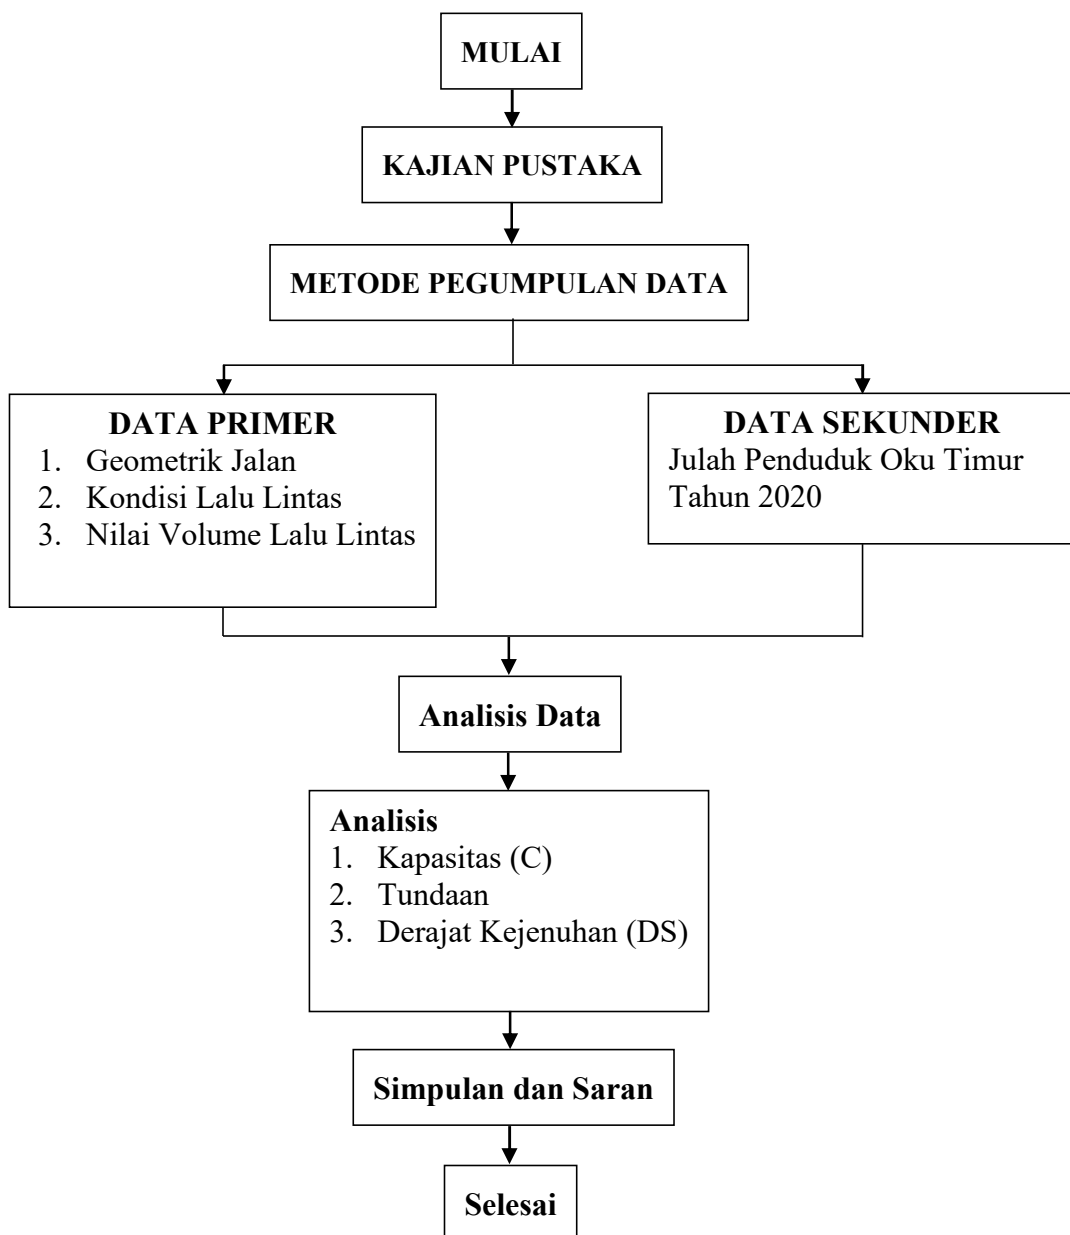 MULAI
KAJIAN PUSTAKA
METODE PEGUMPULAN DATA
DATA PRIMER
1. Geometrik Jalan
2. Kondisi Lalu Lintas
3. Nilai Volume Lalu Lintas
DATA SEKUNDER
Julah Penduduk Oku Timur
Tahun 2020
Analisis Data
Analisis
1. Kapasitas (C)
2. Tundaan
3. Derajat Kejenuhan (DS)
Simpulan dan Saran
Selesai